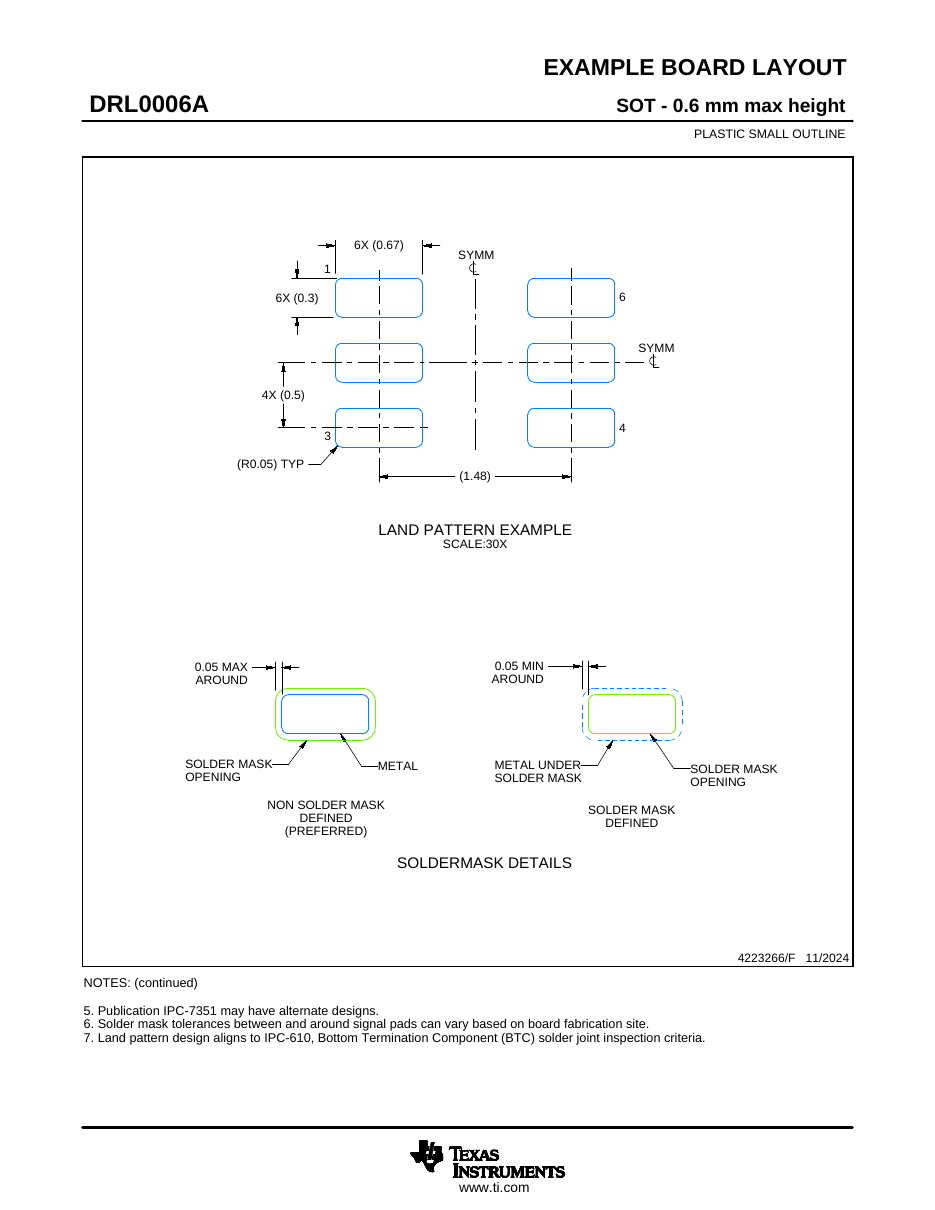 EXAMPLE BOARD LAYOUT
DRL0006A
SOT - 0.6 mm max height
PLASTIC SMALL OUTLINE
6X (0.67)
SYMM
℄
1
6X (0.3)
6
SYMM
℄
4X (0.5)
3
4
(R0.05) TYP
(1.48)
LAND PATTERN EXAMPLE
SCALE:30X
0.05 MAX
AROUND
0.05 MIN
AROUND
SOLDER MASK
OPENING
METAL
METAL UNDER
SOLDER MASK
SOLDER MASK
OPENING
NON SOLDER MASK
DEFINED
(PREFERRED)
SOLDER MASK
DEFINED
SOLDERMASK DETAILS
4223266/F 11/2024
NOTES: (continued)
5. Publication IPC-7351 may have alternate designs.
6. Solder mask tolerances between and around signal pads can vary based on board fabrication site.
7. Land pattern design aligns to IPC-610, Bottom Termination Component (BTC) solder joint inspection criteria.
TEXAS
INSTRUMENTS
www.ti.com